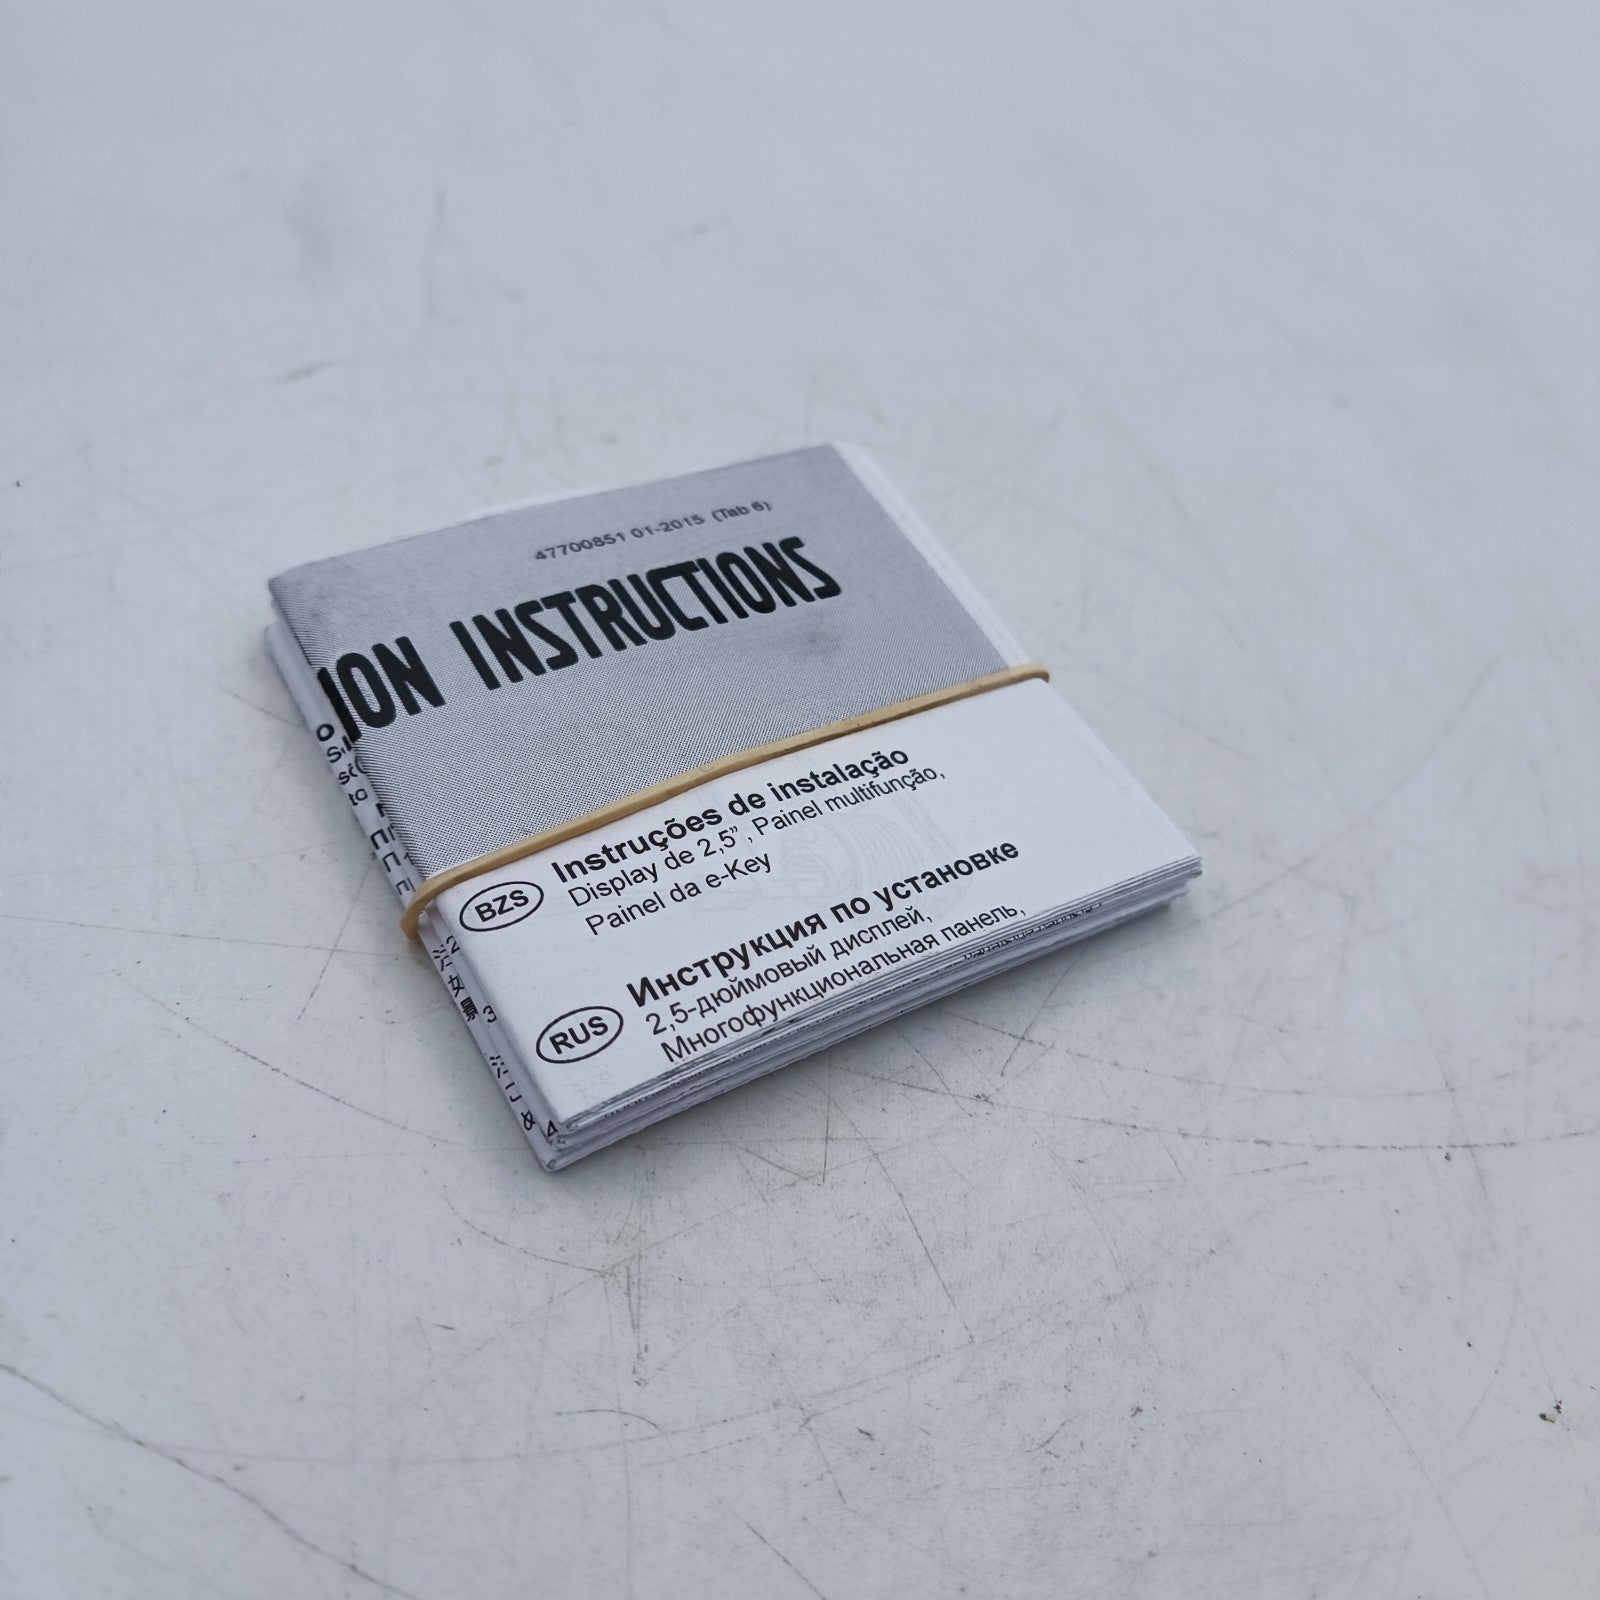 47700851 01-2015 (Tab 6)
ION INSTRUCTIONS
BZS
Instruções de instalação
Display de 2,5”, Painel multifunção,
Painel da e-Key
RUS
Инструкция по установке
2,5-дюймовый дисплей,
Многофункциональная панель,